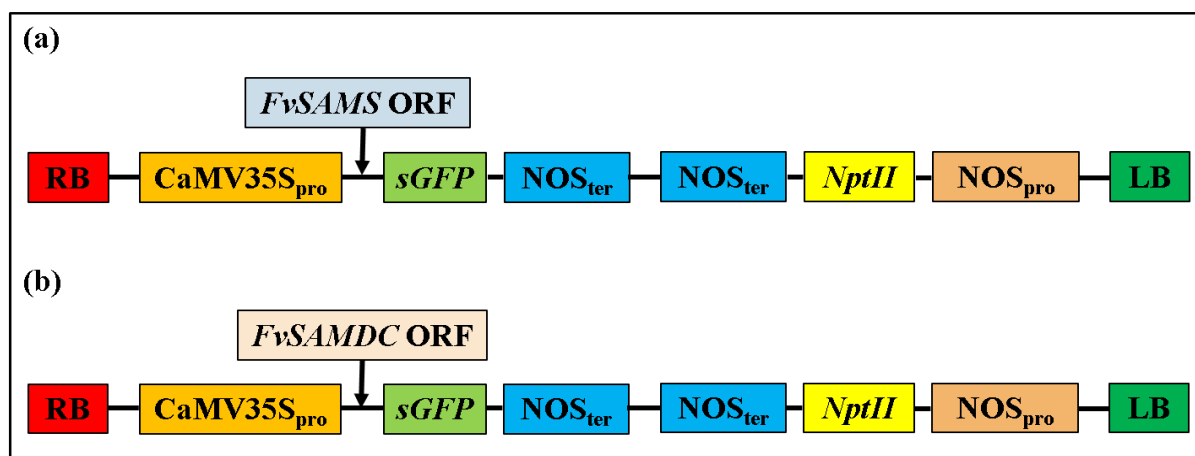 (a)
FvSAMS ORF
RB CaMV35Spro sGFP NOSter NOSter NptII NOSpro LB
(b)
FvSAMDC ORF
RB CaMV35Spro sGFP NOSter NOSter NptII NOSpro LB